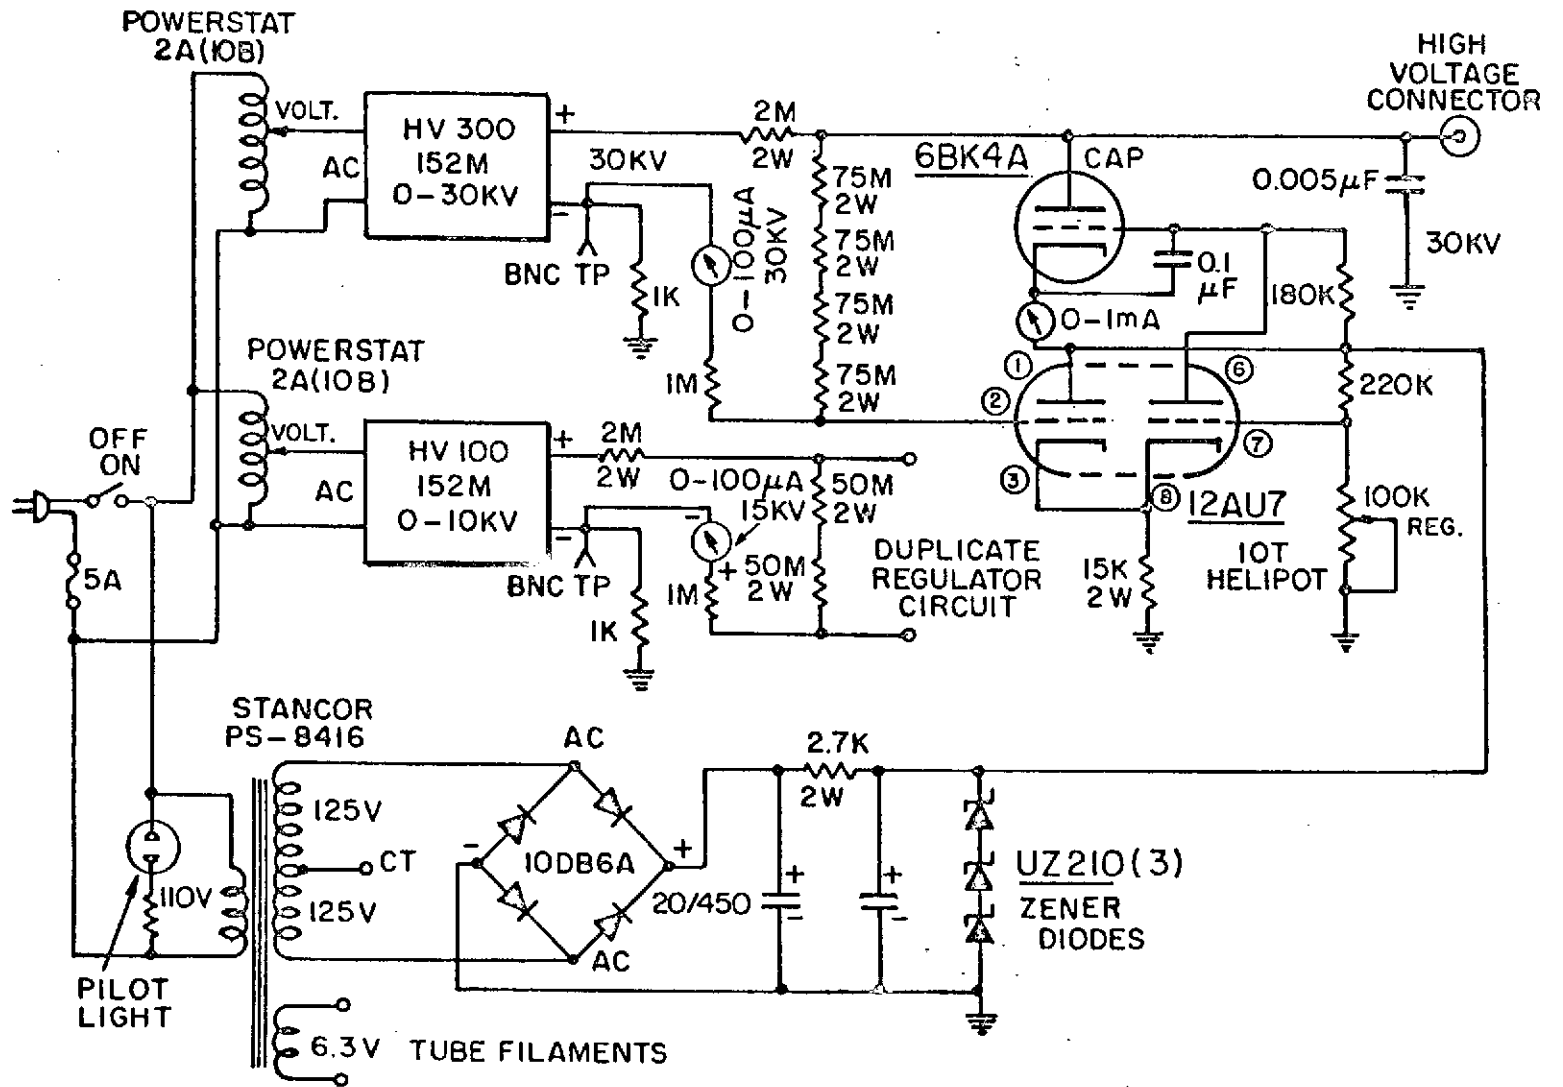 POWERSTAT
2A(10B)
VOLT.
AC
HV 300
152M
0-30KV
+
-
30KV
BNC TP
1K
0-100μA
30KV
1M
2M
2W
75M
2W
75M
2W
75M
2W
75M
2W
6BK4A
CAP
HIGH
VOLTAGE
CONNECTOR
0.005μF
30KV
0.1
μF
180K
0-1mA
1
6
2
220K
7
3
8
12AU7
100K
REG.
10T
HELIPOT
15K
2W
POWERSTAT
2A(10B)
VOLT.
AC
OFF
ON
5A
HV 100
152M
0-10KV
+
-
2M
2W
BNC TP
1K
0-100μA
15KV
-
+
1M
50M
2W
50M
2W
DUPLICATE
REGULATOR
CIRCUIT
STANCOR
PS-8416
125V
CT
125V
110V
PILOT
LIGHT
6.3V TUBE FILAMENTS
AC
-
10DB6A
+
AC
2.7K
2W
20/450
+
-
+
-
UZ210(3)
ZENER
DIODES